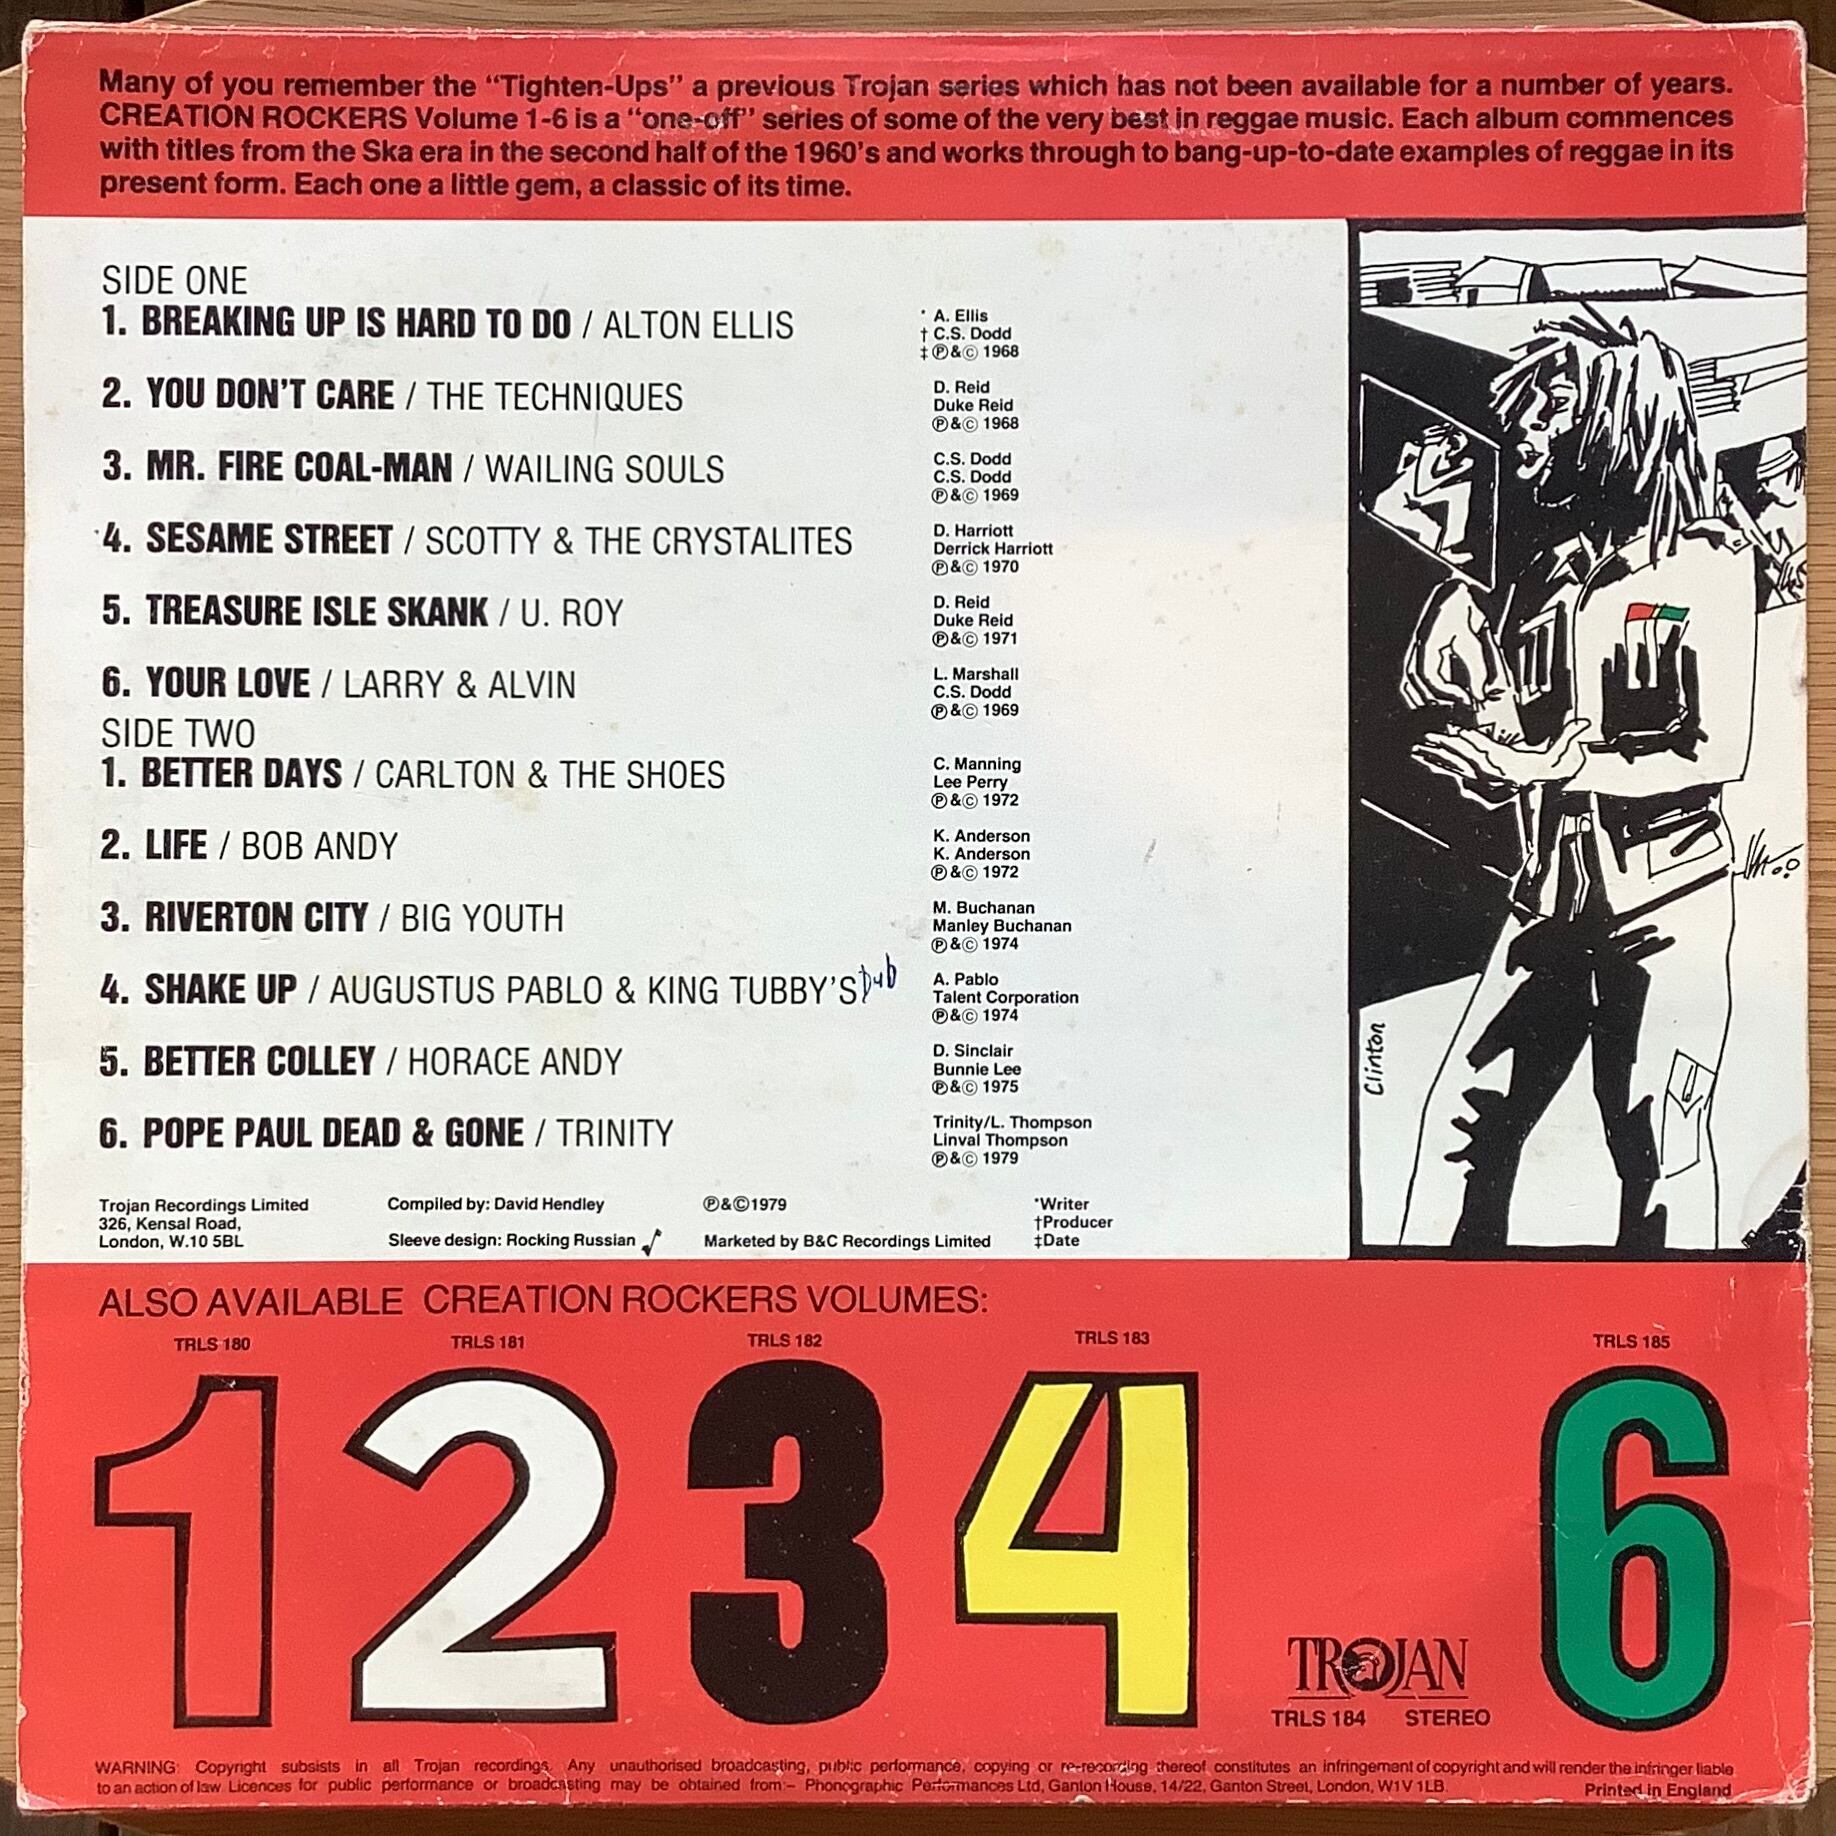 Many of you remember the "Tighten-Ups" a previous Trojan series which has not been available for a number of years.
CREATION ROCKERS Volume 1-6 is a "one-off" series of some of the very best in reggae music. Each album commences
with titles from the Ska era in the second half of the 1960's and works through to bang-up-to-date examples of reggae in its
present form. Each one a little gem, a classic of its time.
SIDE ONE
1. BREAKING UP IS HARD TO DO / ALTON ELLIS
* A. Ellis
† C.S. Dodd
‡ ℗&© 1968
2. YOU DON'T CARE / THE TECHNIQUES
D. Reid
Duke Reid
℗&© 1968
3. MR. FIRE COAL-MAN / WAILING SOULS
C.S. Dodd
C.S. Dodd
℗&© 1969
4. SESAME STREET / SCOTTY & THE CRYSTALITES
D. Harriott
Derrick Harriott
℗&© 1970
5. TREASURE ISLE SKANK / U. ROY
D. Reid
Duke Reid
℗&© 1971
6. YOUR LOVE / LARRY & ALVIN
L. Marshall
C.S. Dodd
℗&© 1969
SIDE TWO
1. BETTER DAYS / CARLTON & THE SHOES
C. Manning
Lee Perry
℗&© 1972
2. LIFE / BOB ANDY
K. Anderson
K. Anderson
℗&© 1972
3. RIVERTON CITY / BIG YOUTH
M. Buchanan
Manley Buchanan
℗&© 1974
4. SHAKE UP / AUGUSTUS PABLO & KING TUBBY'S Dub
A. Pablo
Talent Corporation
℗&© 1974
5. BETTER COLLEY / HORACE ANDY
D. Sinclair
Bunnie Lee
℗&© 1975
6. POPE PAUL DEAD & GONE / TRINITY
Trinity/L. Thompson
Linval Thompson
℗&© 1979
Clinton
Trojan Recordings Limited
326, Kensal Road,
London, W.10 5BL
Compiled by: David Hendley
Sleeve design: Rocking Russian
℗&©1979
Marketed by B&C Recordings Limited
*Writer
†Producer
‡Date
ALSO AVAILABLE CREATION ROCKERS VOLUMES:
TRLS 180 TRLS 181 TRLS 182 TRLS 183 TRLS 185
1 2 3 4 6
TROJAN
TRLS 184 STEREO
WARNING: Copyright subsists in all Trojan recordings. Any unauthorised broadcasting, public performance, copying or re-recording thereof constitutes an infringement of copyright and will render the infringer liable
to an action of law. Licences for public performance or broadcasting may be obtained from:– Phonographic Performances Ltd, Ganton House, 14/22, Ganton Street, London, W1V 1LB.
Printed in England